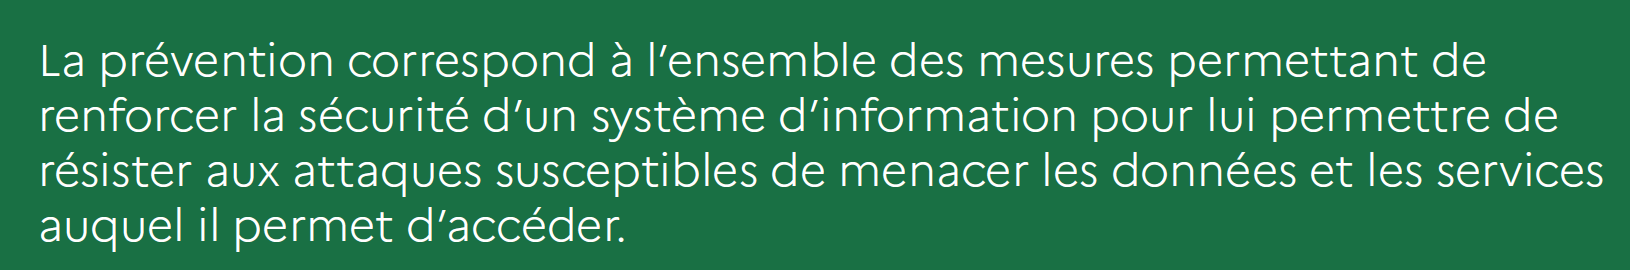 La prévention correspond à l’ensemble des mesures permettant de
renforcer la sécurité d’un système d’information pour lui permettre de
résister aux attaques susceptibles de menacer les données et les services
auquel il permet d’accéder.